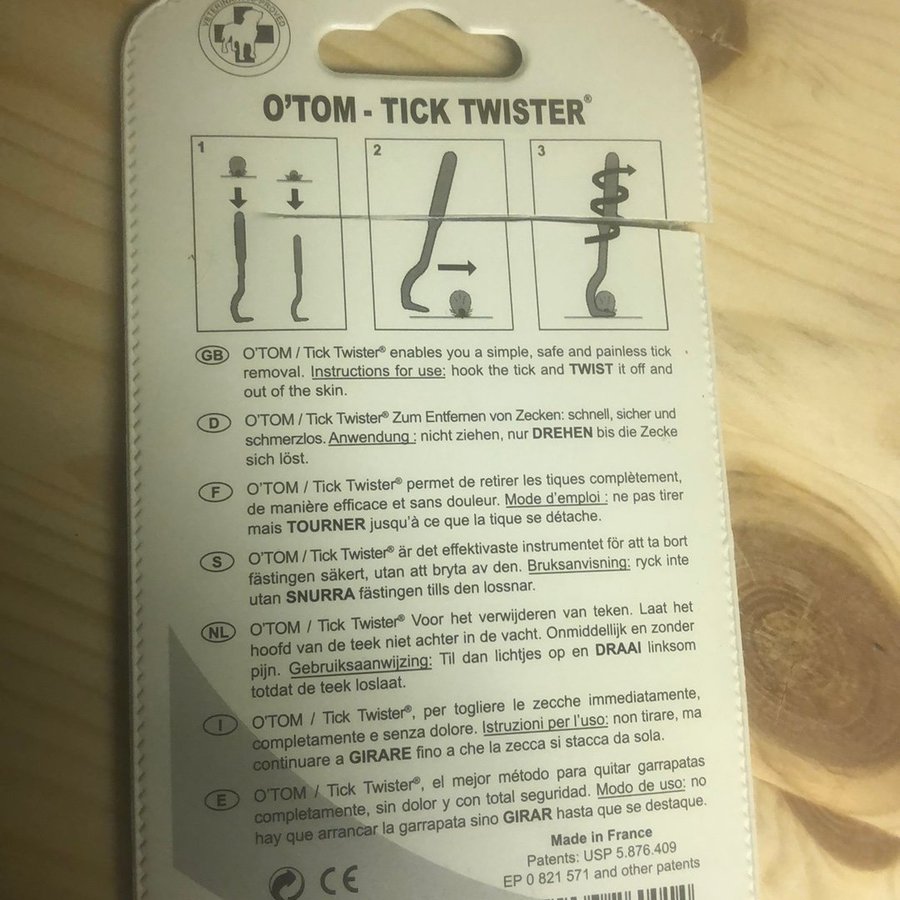 VETERINARY APPROVED
O'TOM - TICK TWISTER®
1
2
3
GB
O'TOM / Tick Twister® enables you a simple, safe and painless tick
removal. Instructions for use: hook the tick and TWIST it off and
out of the skin.
D
O'TOM / Tick Twister® Zum Entfernen von Zecken: schnell, sicher und
schmerzlos. Anwendung : nicht ziehen, nur DREHEN bis die Zecke
sich löst.
F
O'TOM / Tick Twister® permet de retirer les tiques complètement,
de manière efficace et sans douleur. Mode d'emploi : ne pas tirer
mais TOURNER jusqu'à ce que la tique se détache.
S
O'TOM / Tick Twister® är det effektivaste instrumentet för att ta bort
fästingen säkert, utan att bryta av den. Bruksanvisning: ryck inte
utan SNURRA fästingen tills den lossnar.
NL
O'TOM / Tick Twister® Voor het verwijderen van teken. Laat het
hoofd van de teek niet achter in de vacht. Onmiddellijk en zonder
pijn. Gebruiksaanwijzing: Til dan lichtjes op en DRAAI linksom
totdat de teek loslaat.
I
O'TOM / Tick Twister®, per togliere le zecche immediatamente,
completamente e senza dolore. Istruzioni per l'uso: non tirare, ma
continuare a GIRARE fino a che la zecca si stacca da sola.
E
O'TOM / Tick Twister®, el mejor método para quitar garrapatas
completamente, sin dolor y con total seguridad. Modo de uso: no
hay que arrancar la garrapata sino GIRAR hasta que se destaque.
Made in France
Patents: USP 5.876.409
EP 0 821 571 and other patents
CE